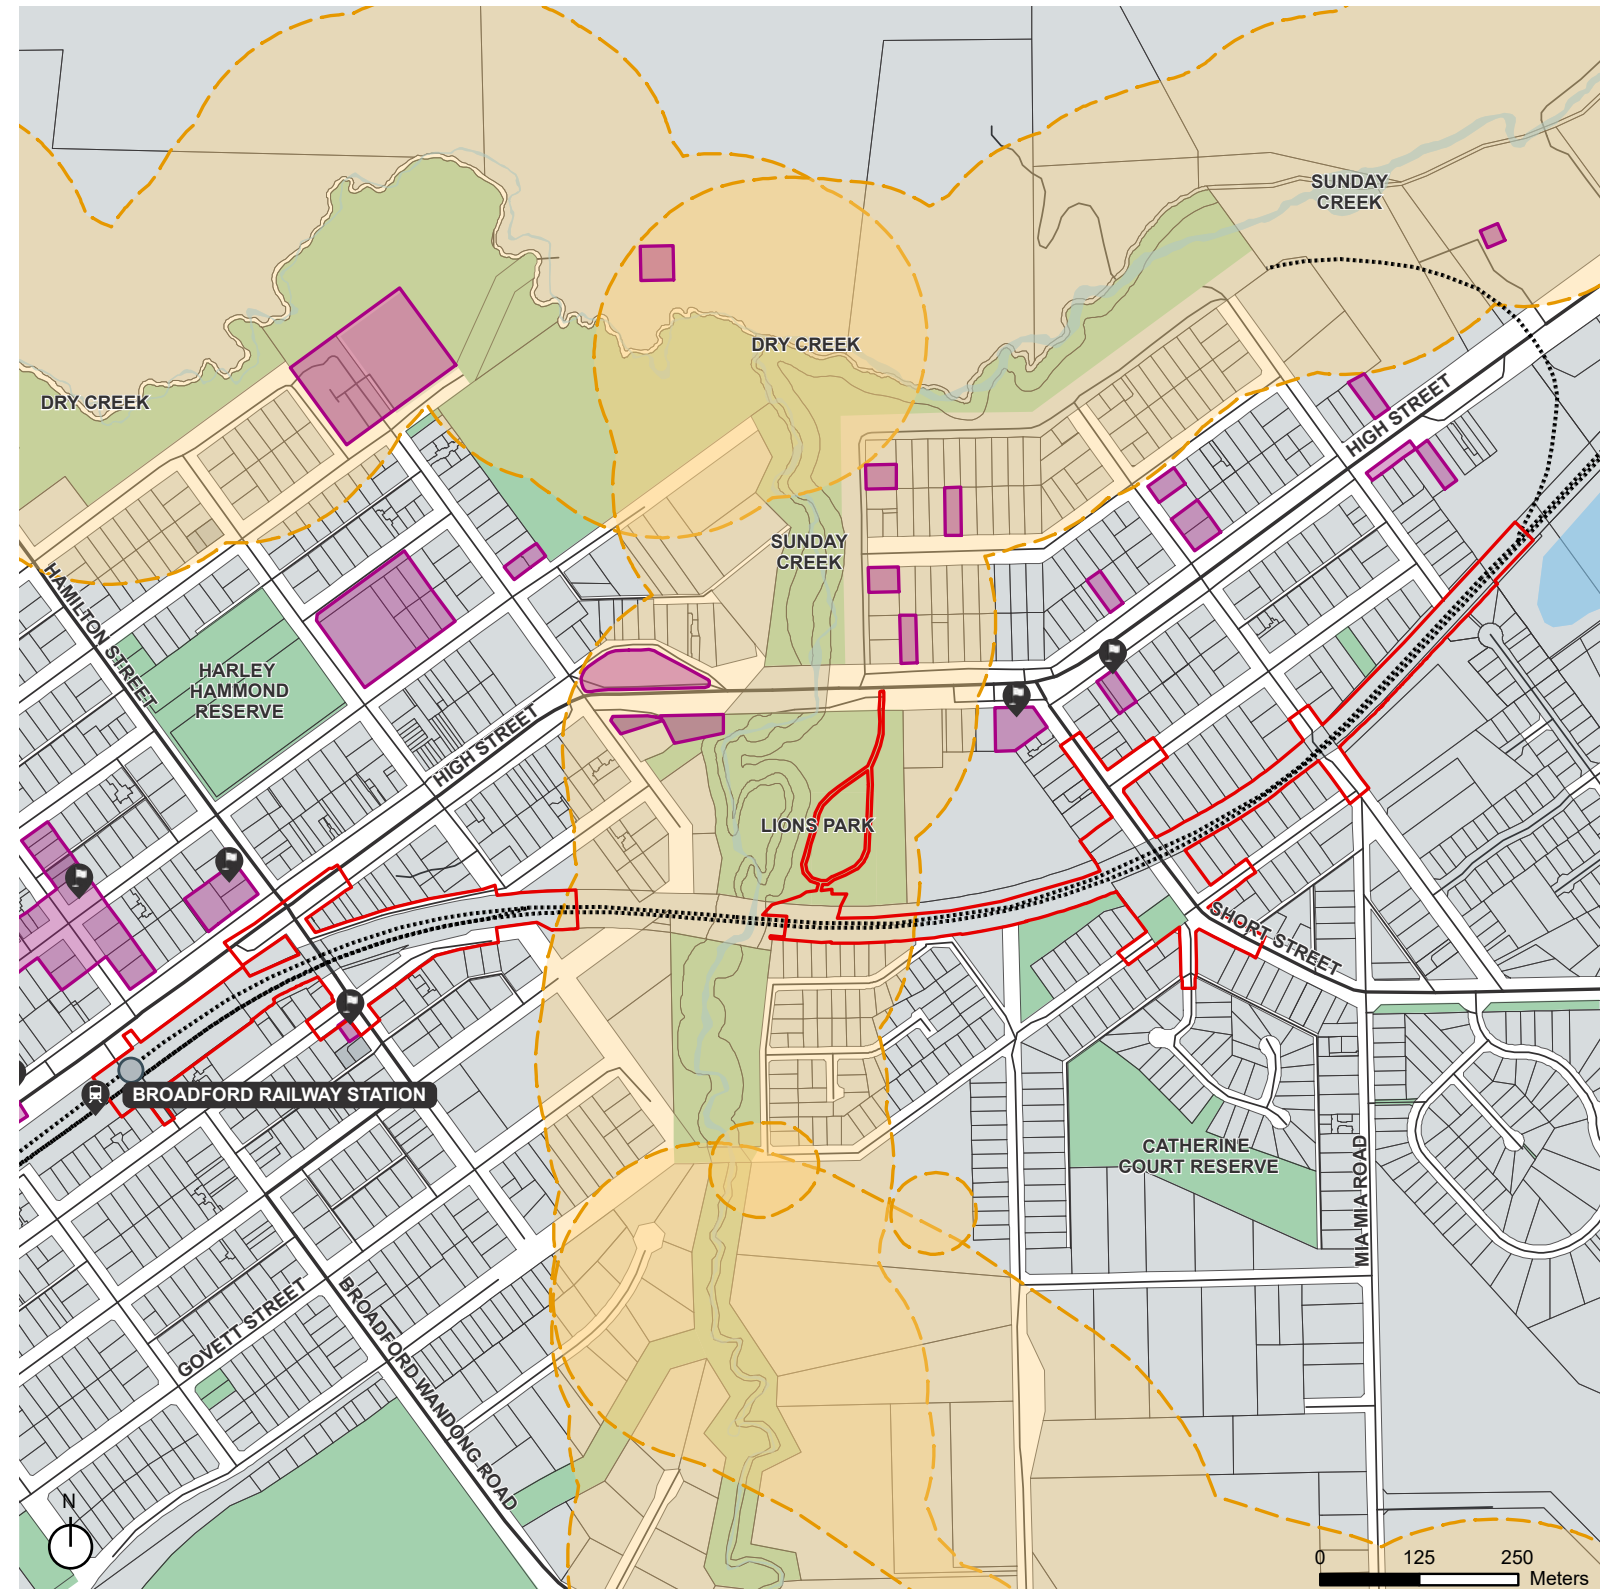 SUNDAY
CREEK
DRY CREEK
DRY CREEK
HIGH STREET
SUNDAY
CREEK
HAMILTON STREET
HARLEY
HAMMOND
RESERVE
HIGH STREET
LIONS PARK
SHORT STREET
BROADFORD RAILWAY STATION
CATHERINE
COURT RESERVE
MIA MIA ROAD
GOVETT STREET
BROADFORD WANDONG ROAD
N
0 125 250
Meters